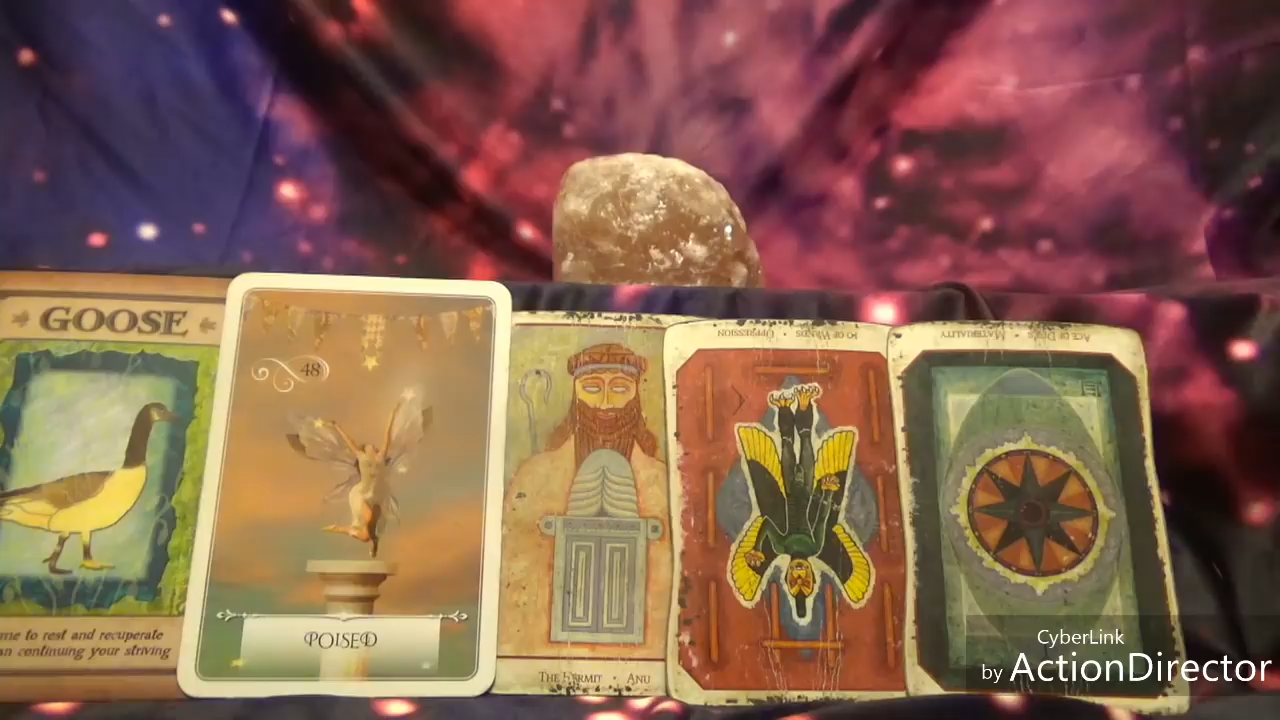 GOOSE
me to rest and recuperate
an continuing your striving
48
POISED
THE HERMIT • ANU
10 OF WANDS OPPRESSION
ACE OF DISKS • MATERIALITY
CyberLink
by ActionDirector